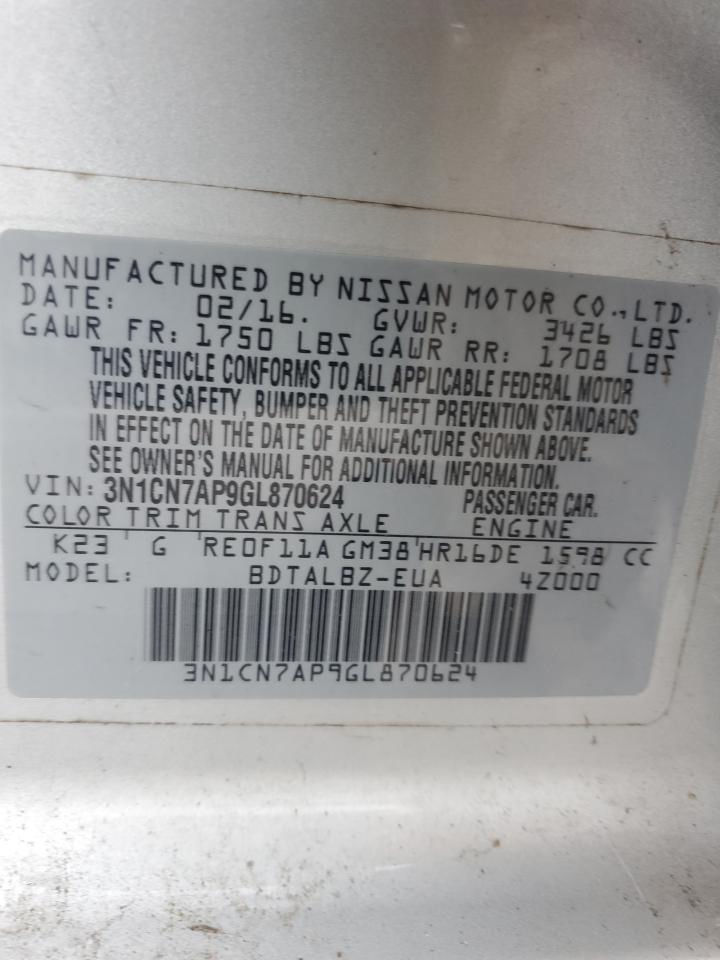 MANUFACTURED BY NISSAN MOTOR CO.,LTD.
DATE: 02/16. GVWR: 3426 LBS
GAWR FR: 1750 LBS GAWR RR: 1708 LBS
THIS VEHICLE CONFORMS TO ALL APPLICABLE FEDERAL MOTOR
VEHICLE SAFETY, BUMPER AND THEFT PREVENTION STANDARDS
IN EFFECT ON THE DATE OF MANUFACTURE SHOWN ABOVE.
SEE OWNER'S MANUAL FOR ADDITIONAL INFORMATION.
VIN: 3N1CN7AP9GL870624 PASSENGER CAR.
COLOR TRIM TRANS AXLE ENGINE
K23 G RE0F11A GM38 HR16DE 1598 CC
MODEL: BDTALBZ-EUA 4Z000
3N1CN7AP9GL870624